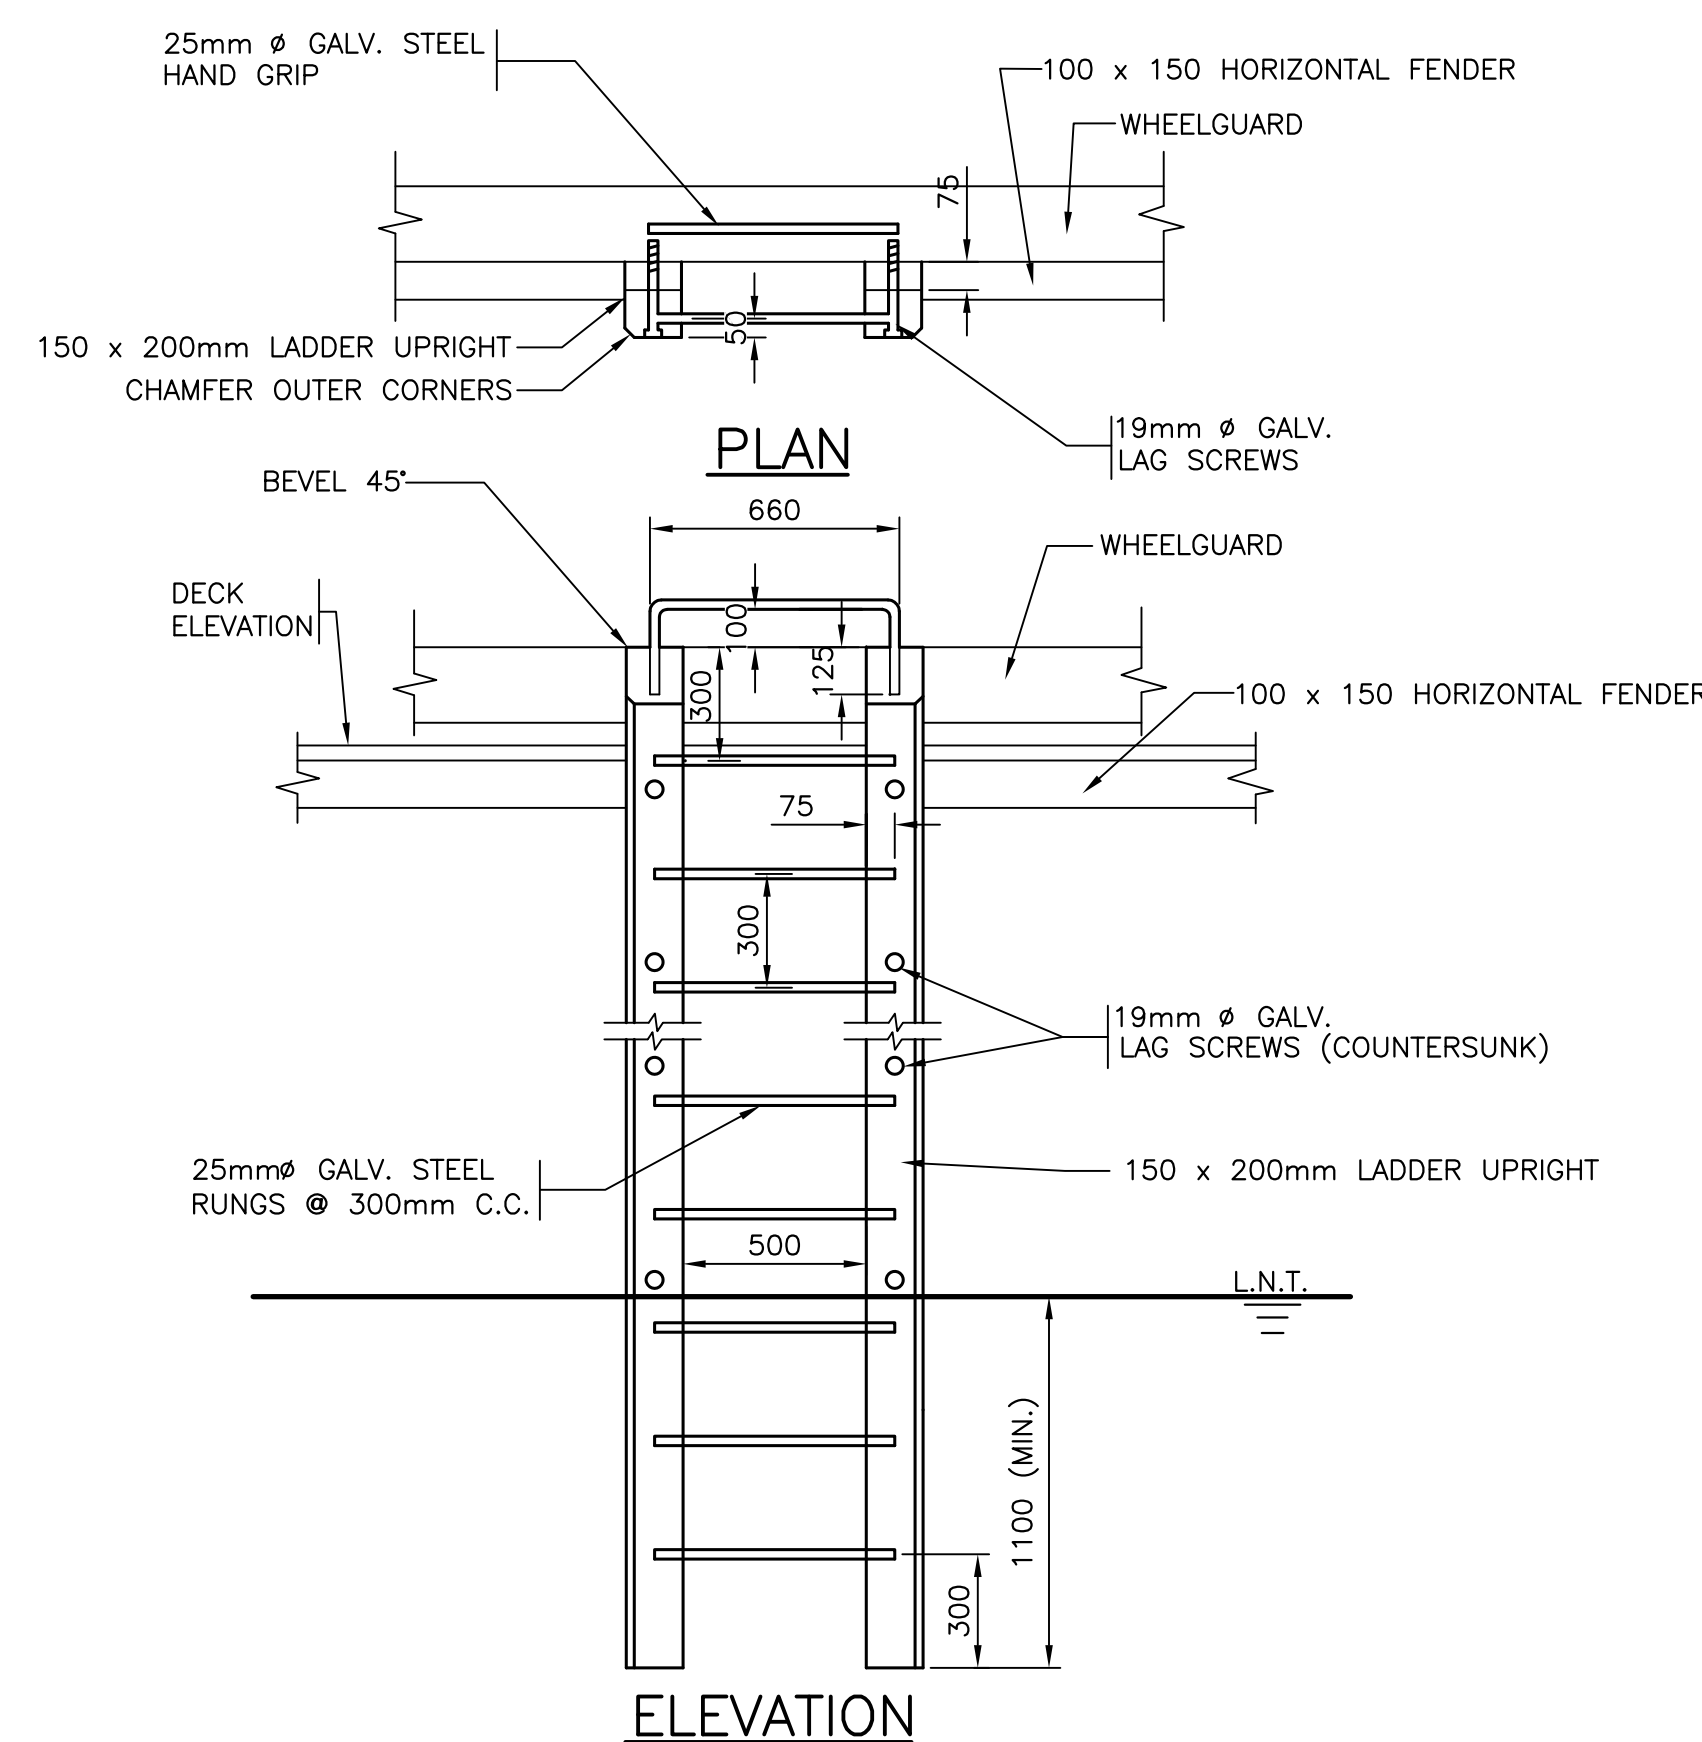 25mm ø GALV. STEEL
HAND GRIP
100 x 150 HORIZONTAL FENDER
WHEELGUARD
75
50
150 x 200mm LADDER UPRIGHT
CHAMFER OUTER CORNERS
19mm ø GALV.
LAG SCREWS
PLAN
BEVEL 45°
660
WHEELGUARD
DECK
ELEVATION
100
125
300
100 x 150 HORIZONTAL FENDER
75
300
19mm ø GALV.
LAG SCREWS (COUNTERSUNK)
25mmø GALV. STEEL
RUNGS @ 300mm C.C.
150 x 200mm LADDER UPRIGHT
500
L.N.T.
1100 (MIN.)
300
ELEVATION